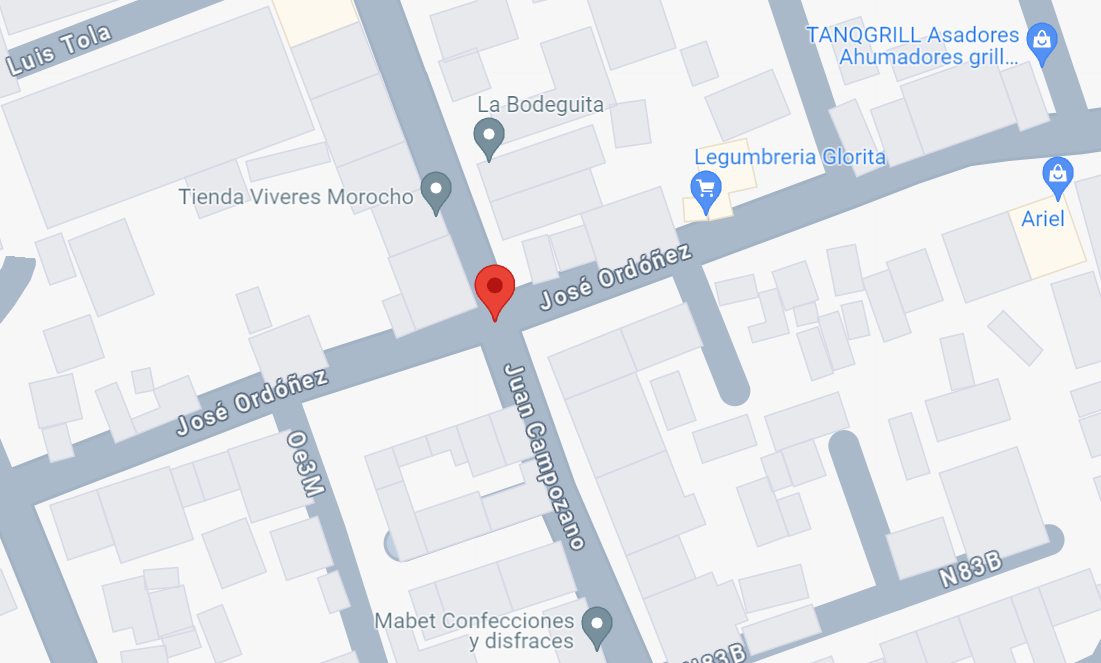 Luis Tola
TANQGRILL Asadores
Ahumadores grill...
La Bodeguita
Legumbreria Glorita
Tienda Viveres Morocho
Ariel
José Ordóñez
José Ordóñez
Juan Campozano
Oe3M
N83B
Mabet Confecciones
y disfraces
N83B